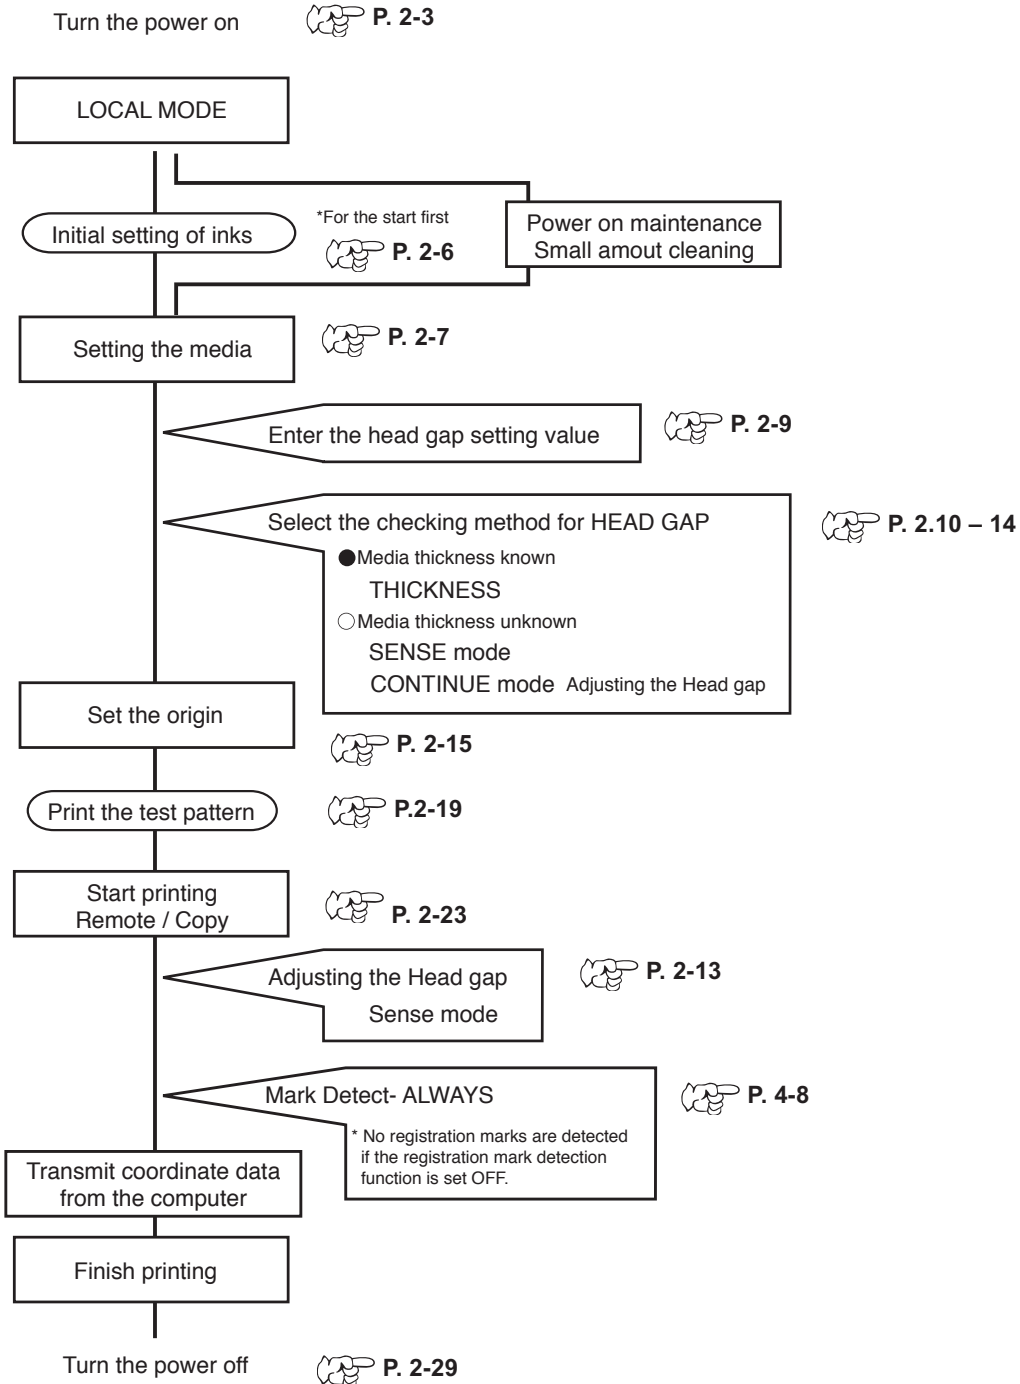 Turn the power on
P. 2-3
LOCAL MODE
Initial setting of inks
*For the start first
P. 2-6
Power on maintenance
Small amout cleaning
Setting the media
P. 2-7
Enter the head gap setting value
P. 2-9
Select the checking method for HEAD GAP
P. 2.10 – 14
●Media thickness known
THICKNESS
○Media thickness unknown
SENSE mode
CONTINUE mode Adjusting the Head gap
Set the origin
P. 2-15
Print the test pattern
P.2-19
Start printing
Remote / Copy
P. 2-23
Adjusting the Head gap
Sense mode
P. 2-13
Mark Detect- ALWAYS
P. 4-8
* No registration marks are detected
if the registration mark detection
function is set OFF.
Transmit coordinate data
from the computer
Finish printing
Turn the power off
P. 2-29